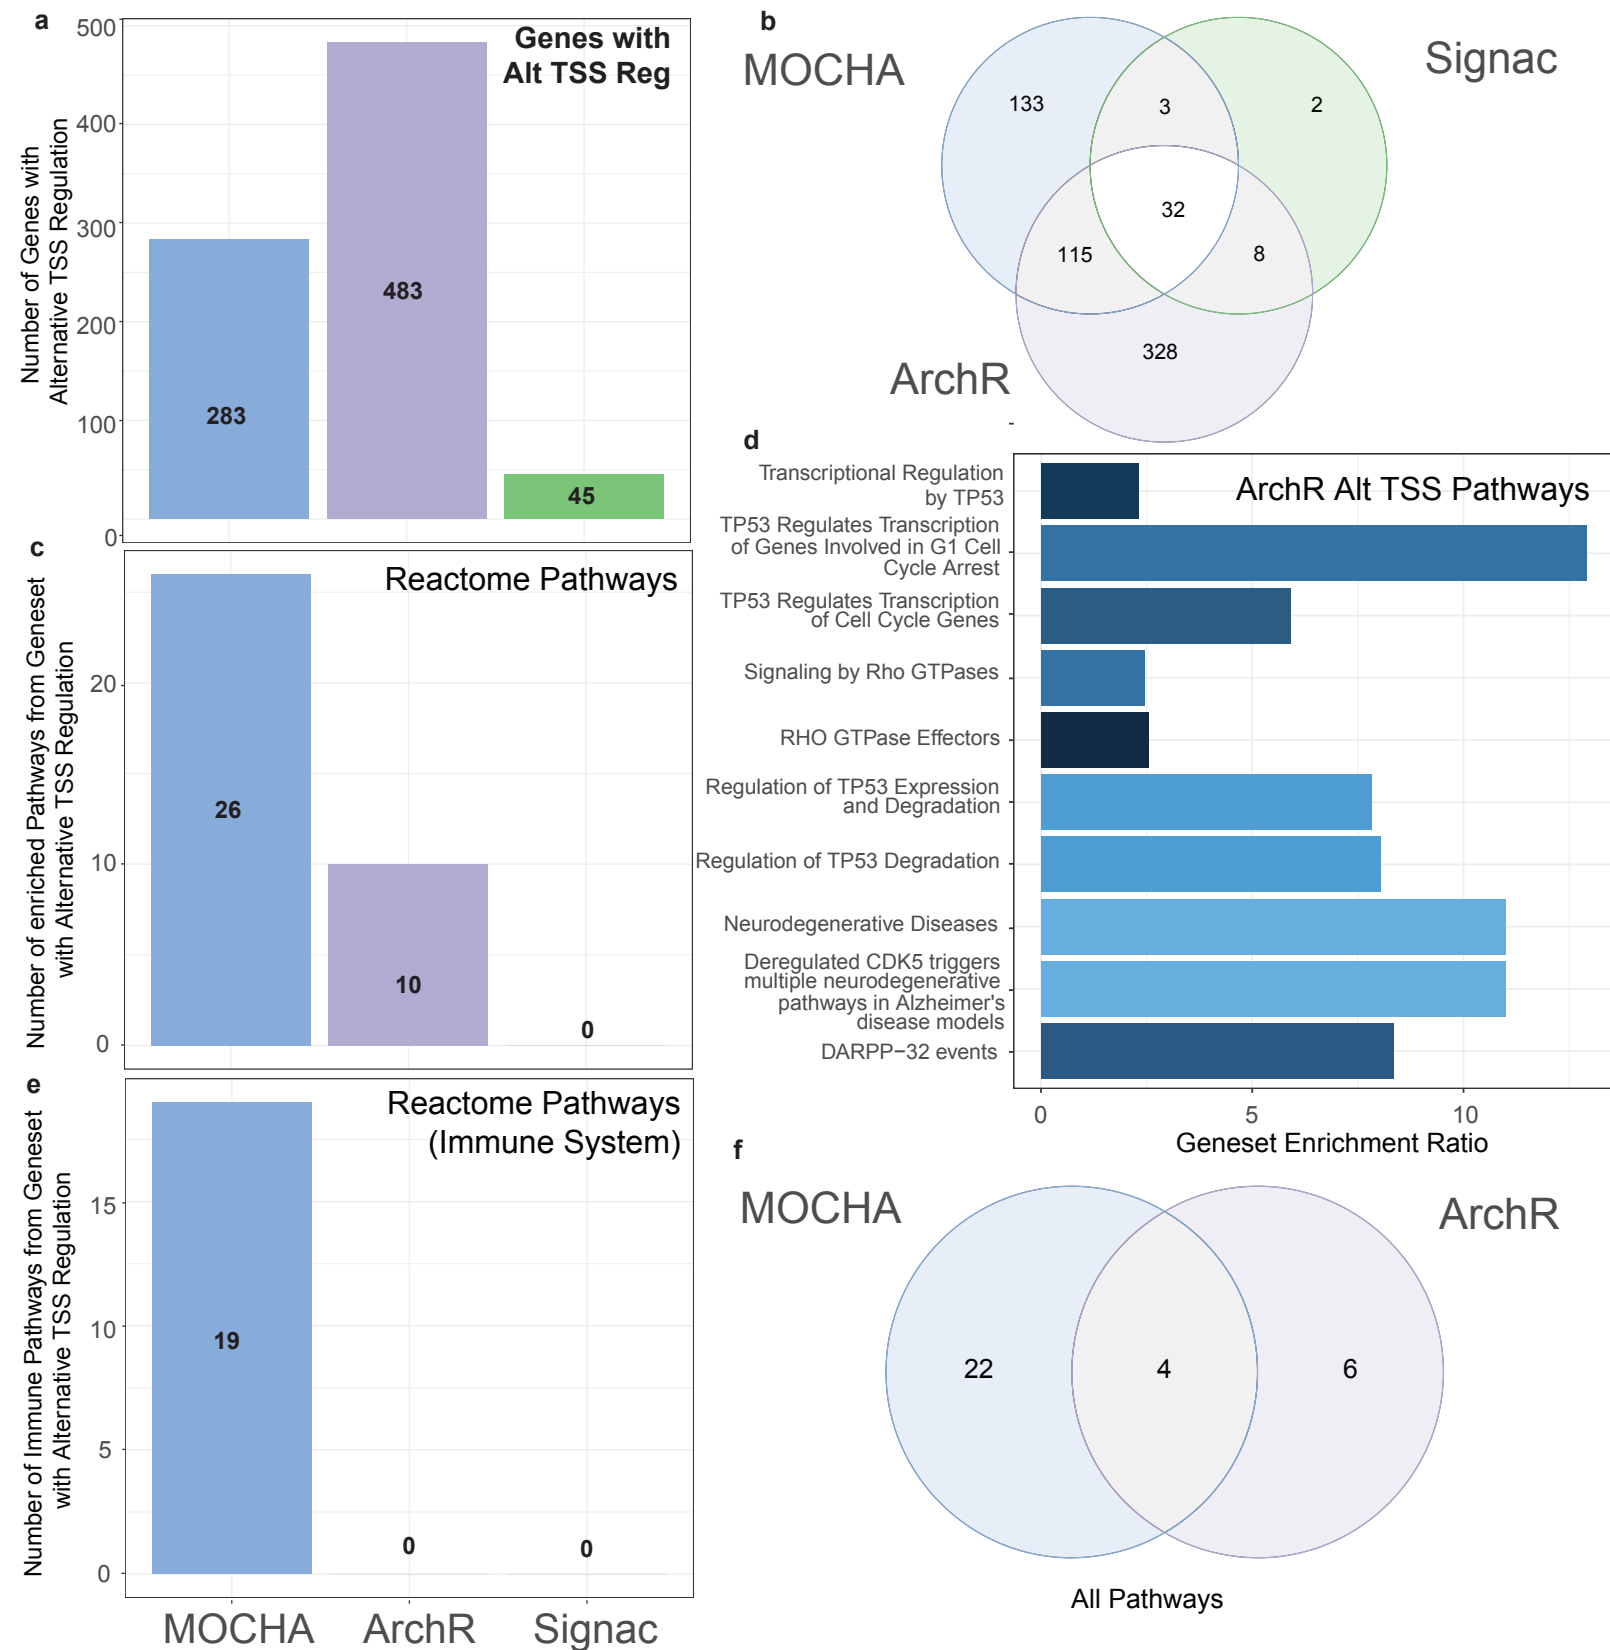 a
Genes with
Alt TSS Reg
Number of Genes with
Alternative TSS Regulation
500
400
300
200
100
0
283
483
45
b
MOCHA
Signac
ArchR
133
3
2
32
115
8
328
-
c
Reactome Pathways
Number of enriched Pathways from Geneset
with Alternative TSS Regulation
20
10
0
26
10
0
d
ArchR Alt TSS Pathways
Transcriptional Regulation
by TP53
TP53 Regulates Transcription
of Genes Involved in G1 Cell
Cycle Arrest
TP53 Regulates Transcription
of Cell Cycle Genes
Signaling by Rho GTPases
RHO GTPase Effectors
Regulation of TP53 Expression
and Degradation
Regulation of TP53 Degradation
Neurodegenerative Diseases
Deregulated CDK5 triggers
multiple neurodegenerative
pathways in Alzheimer's
disease models
DARPP−32 events
0
5
10
Geneset Enrichment Ratio
e
Reactome Pathways
(Immune System)
Number of Immune Pathways from Geneset
with Alternative TSS Regulation
15
10
5
0
19
0
0
MOCHA
ArchR
Signac
f
MOCHA
ArchR
22
4
6
All Pathways